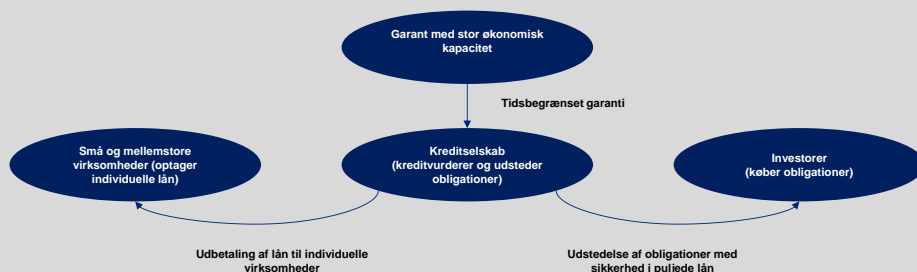 Garant med stor økonomisk
kapacitet
Tidsbegrænset garanti
Små og mellemstore
virksomheder (optager
individuelle lån)
Kreditselskab
(kreditvurderer og udsteder
obligationer)
Investorer
(køber obligationer)
Udbetaling af lån til individuelle
virksomheder
Udstedelse af obligationer med
sikkerhed i puljede lån